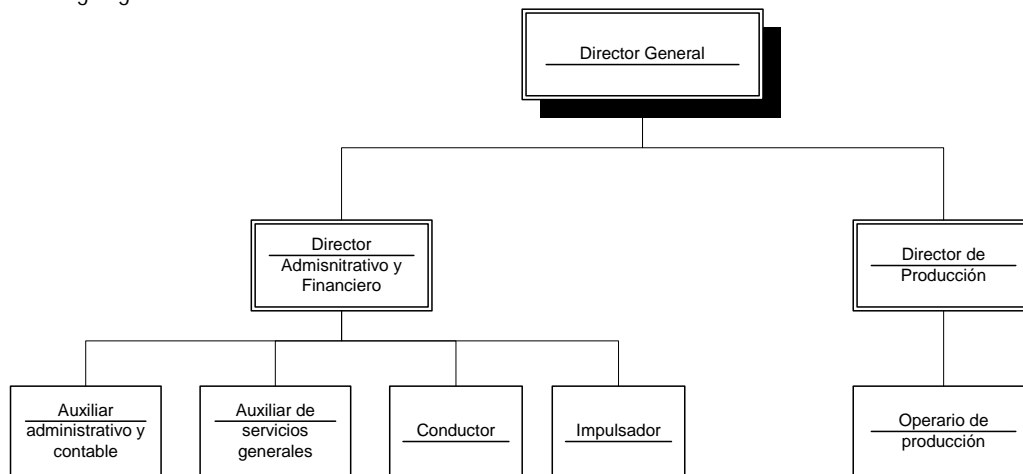 Director General
Director
Admisnitrativo y
Financiero
Director de
Producción
Auxiliar
administrativo y
contable
Auxiliar de
servicios
generales
Conductor
Impulsador
Operario de
producción